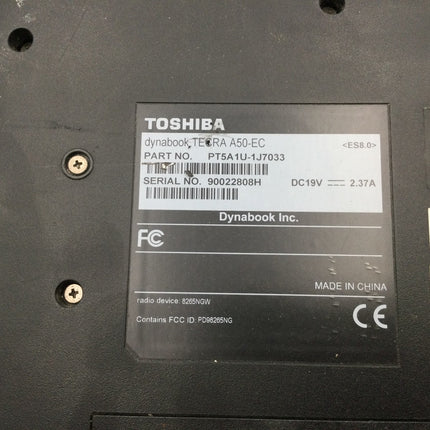 TOSHIBA
dynabook TECRA A50-EC <ES8.0>
PART NO. PT5A1U-1J7033
SERIAL NO. 90022808H DC19V 2.37A
Dynabook Inc.
FC
MADE IN CHINA
radio device: 8265NGW
Contains FCC ID: PD98265NG
CE